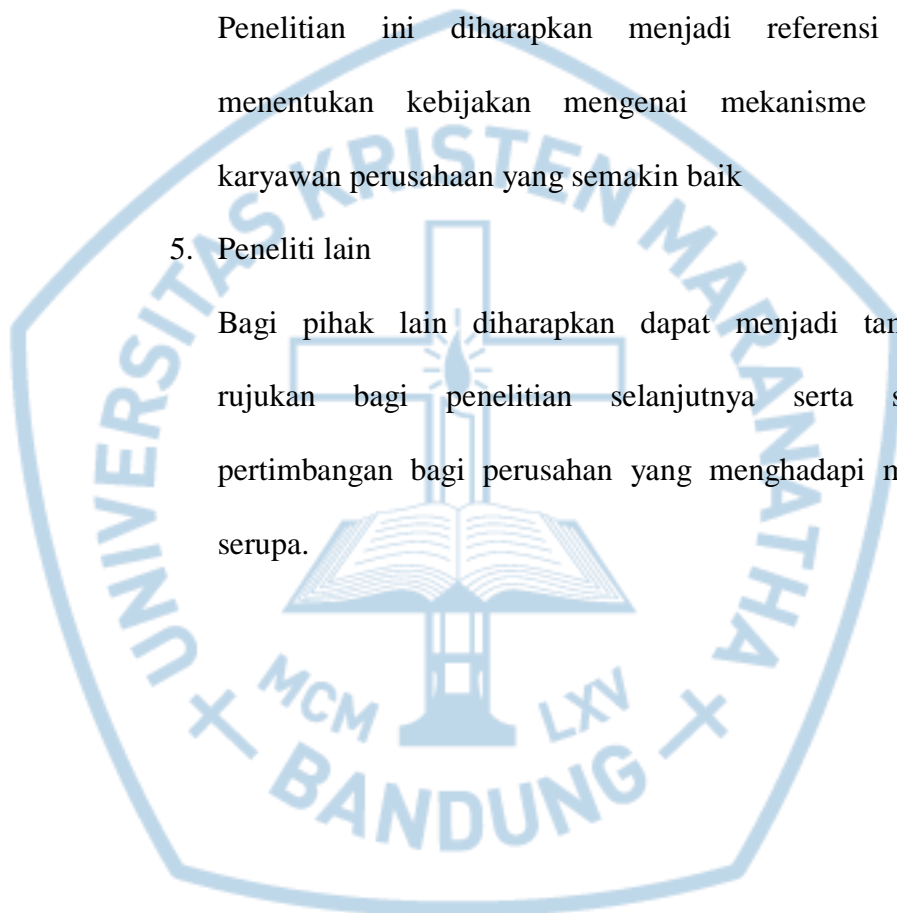 Penelitian ini diharapkan menjadi referensi
menentukan kebijakan mengenai mekanisme
karyawan perusahaan yang semakin baik
5. Peneliti lain
Bagi pihak lain diharapkan dapat menjadi
rujukan bagi penelitian selanjutnya serta
pertimbangan bagi perusahan yang menghadapi
serupa.
UNIVERSITAS KRISTEN MARANATHA
MCM LXV
BANDUNG